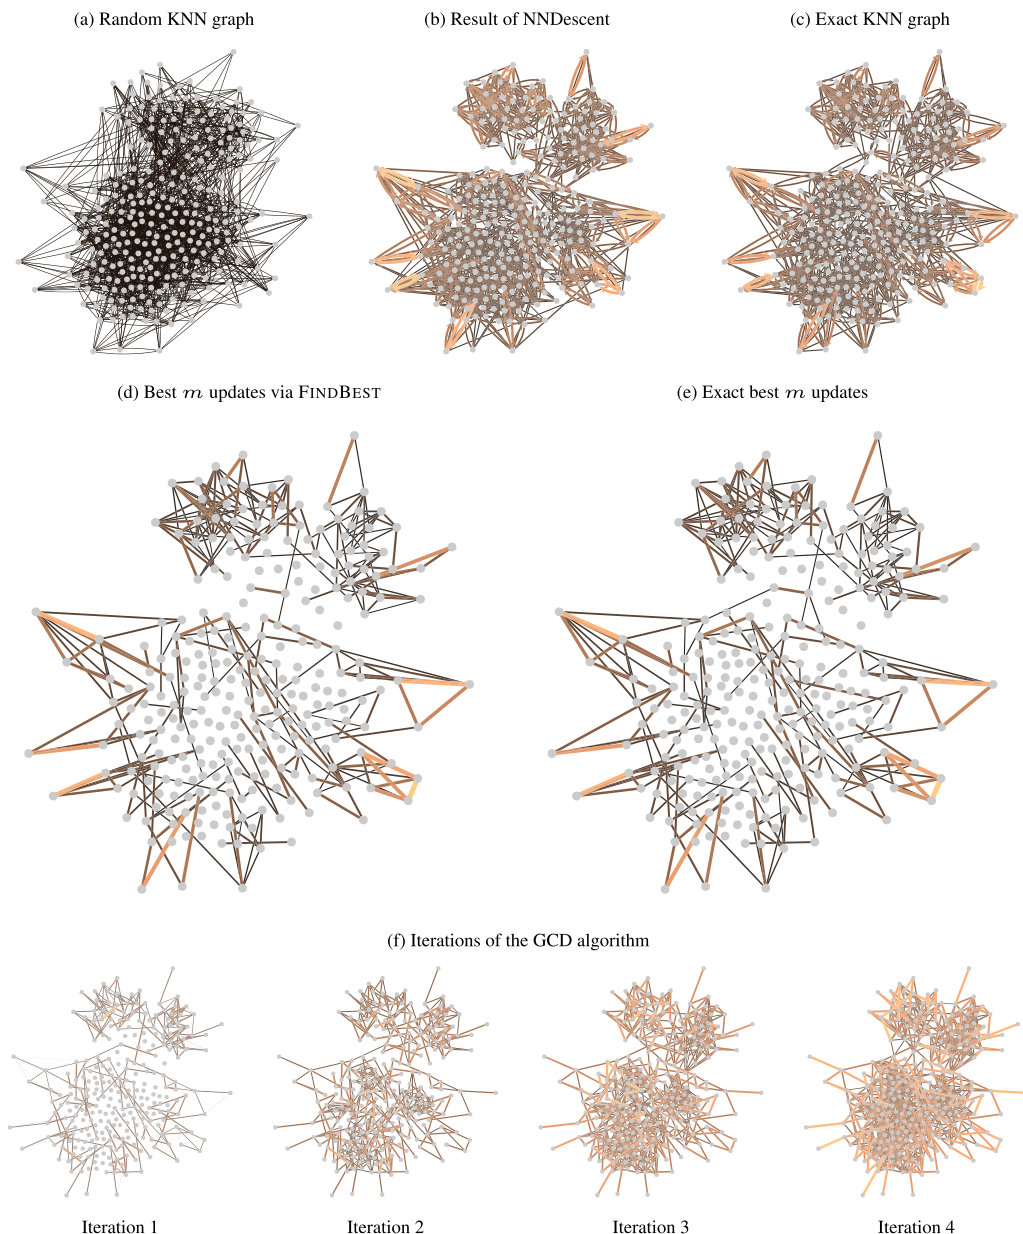 (a) Random KNN graph
(b) Result of NNDescent
(c) Exact KNN graph
(d) Best m updates via FINDBEST
(e) Exact best m updates
(f) Iterations of the GCD algorithm
Iteration 1
Iteration 2
Iteration 3
Iteration 4